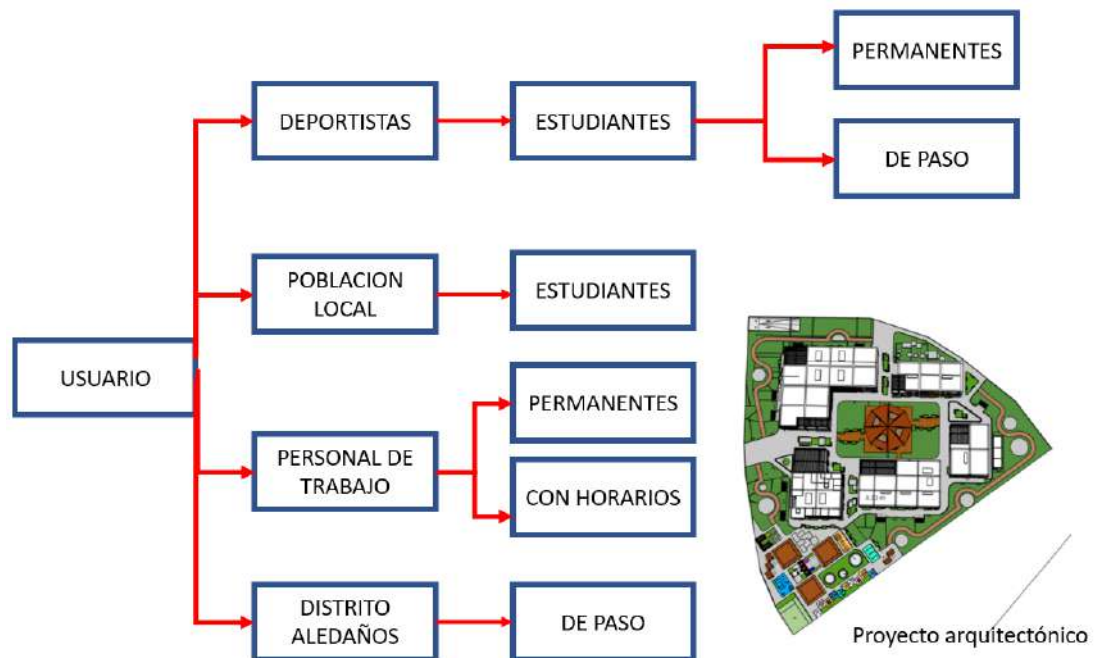 PERMANENTES
DEPORTISTAS
ESTUDIANTES
DE PASO
POBLACION
LOCAL
ESTUDIANTES
USUARIO
PERMANENTES
PERSONAL DE
TRABAJO
CON HORARIOS
DISTRITO
ALEDAÑOS
DE PASO
Proyecto arquitectónico